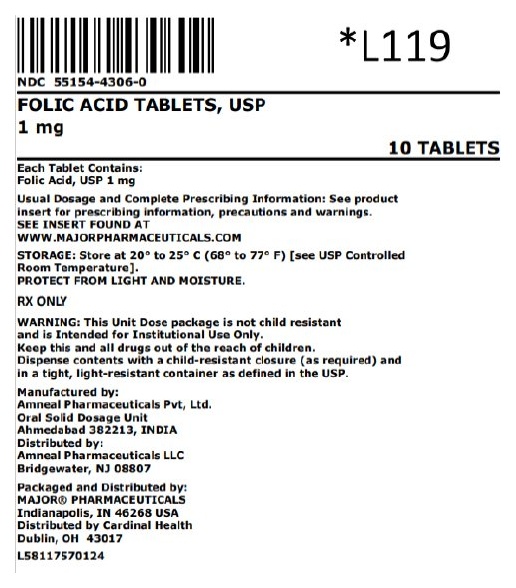 *L119
NDC 55154-4306-0
FOLIC ACID TABLETS, USP
1 mg
10 TABLETS
Each Tablet Contains:
Folic Acid, USP 1 mg
Usual Dosage and Complete Prescribing Information: See product
insert for prescribing information, precautions and warnings.
SEE INSERT FOUND AT
WWW.MAJORPHARMACEUTICALS.COM
STORAGE: Store at 20° to 25° C (68° to 77° F) [see USP Controlled
Room Temperature].
PROTECT FROM LIGHT AND MOISTURE.
RX ONLY
WARNING: This Unit Dose package is not child resistant
and is Intended for Institutional Use Only.
Keep this and all drugs out of the reach of children.
Dispense contents with a child-resistant closure (as required) and
in a tight, light-resistant container as defined in the USP.
Manufactured by:
Amneal Pharmaceuticals Pvt, Ltd.
Oral Solid Dosage Unit
Ahmedabad 382213, INDIA
Distributed by:
Amneal Pharmaceuticals LLC
Bridgewater, NJ 08807
Packaged and Distributed by:
MAJOR® PHARMACEUTICALS
Indianapolis, IN 46268 USA
Distributed by Cardinal Health
Dublin, OH 43017
L58117570124